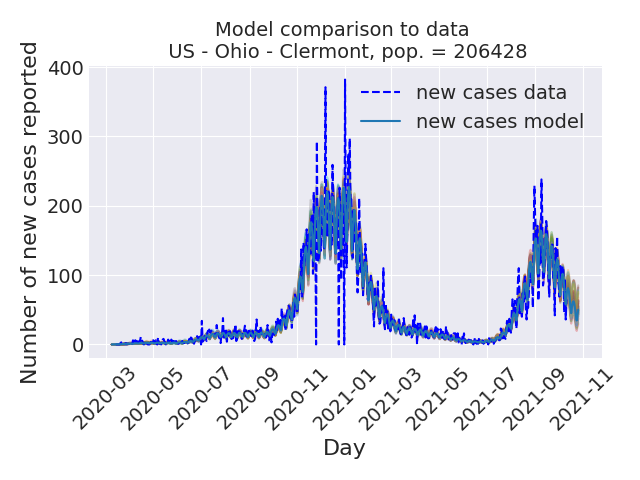 Model comparison to data
US - Ohio - Clermont, pop. = 206428
Number of new cases reported
400
300
200
100
0
new cases data
new cases model
2020-03
2020-05
2020-07
2020-09
2020-11
2021-01
2021-03
2021-05
2021-07
2021-09
2021-11
Day